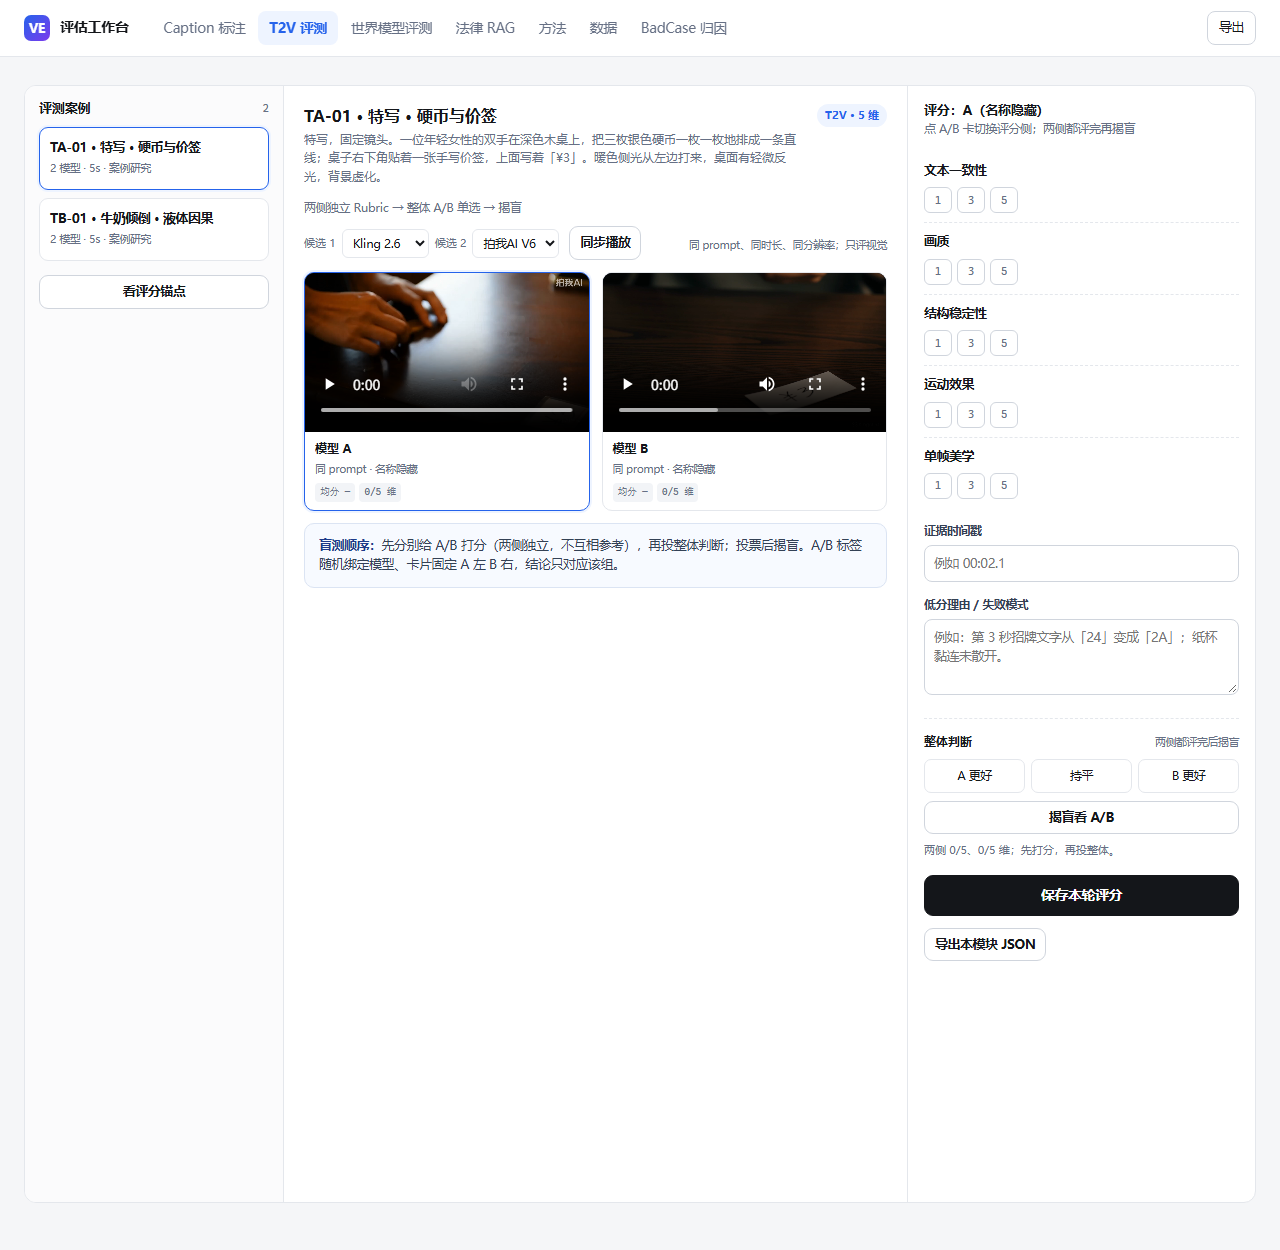 VE 评估工作台 Caption 标注 T2V 评测 世界模型评测 法律 RAG 方法 数据 BadCase 归因 导出
评测案例 2
TA-01 • 特写 • 硬币与价签
2 模型 · 5s · 案例研究
TB-01 • 牛奶倾倒 • 液体因果
2 模型 · 5s · 案例研究
看评分锚点
TA-01 • 特写 • 硬币与价签 T2V • 5 维
特写，固定镜头。一位年轻女性的双手在深色木桌上，把三枚银色硬币一枚一枚地排成一条直
线；桌子右下角贴着一张手写价签，上面写着「¥3」。暖色侧光从左边打来，桌面有轻微反
光，背景虚化。
两侧独立 Rubric → 整体 A/B 单选 → 揭盲
候选 1 Kling 2.6 候选 2 拍我AI V6 同步播放 同 prompt、同时长、同分辨率；只评视觉
拍我AI
0:00
0:00
模型 A
同 prompt · 名称隐藏
均分 — 0/5 维
模型 B
同 prompt · 名称隐藏
均分 — 0/5 维
盲测顺序：先分别给 A/B 打分（两侧独立，不互相参考），再投整体判断；投票后揭盲。A/B 标签
随机绑定模型、卡片固定 A 左 B 右，结论只对应该组。
评分：A（名称隐藏）
点 A/B 卡切换评分侧；两侧都评完再揭盲
文本一致性
1 3 5
画质
1 3 5
结构稳定性
1 3 5
运动效果
1 3 5
单帧美学
1 3 5
证据时间戳
例如 00:02.1
低分理由 / 失败模式
例如：第 3 秒招牌文字从「24」变成「2A」；纸杯
黏连未散开。
整体判断 两侧都评完后揭盲
A 更好 持平 B 更好
揭盲看 A/B
两侧 0/5、0/5 维；先打分，再投整体。
保存本轮评分
导出本模块 JSON